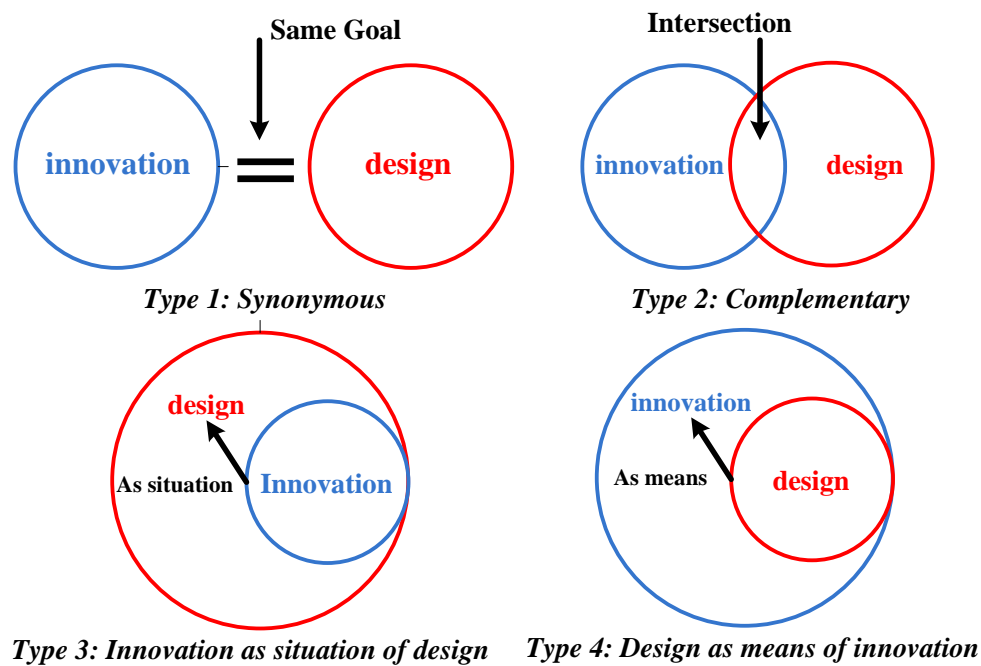 Same Goal
innovation
design
Type 1: Synonymous
Intersection
innovation
design
Type 2: Complementary
design
As situation
Innovation
Type 3: Innovation as situation of design
innovation
As means
design
Type 4: Design as means of innovation